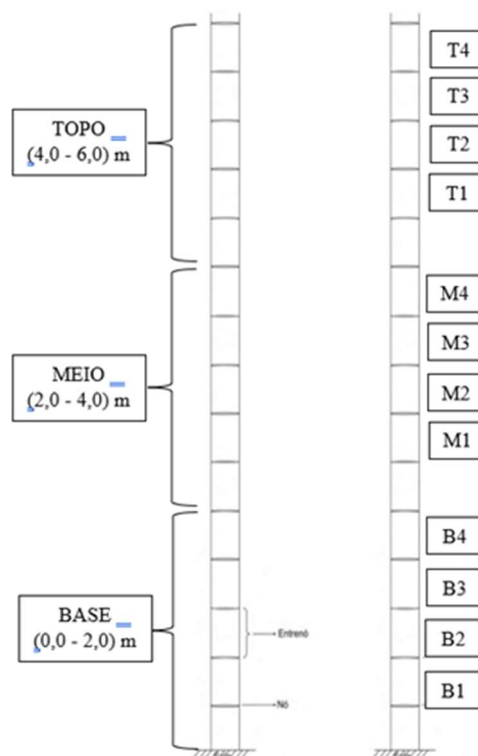 TOPO
(4,0 - 6,0) m
MEIO
(2,0 - 4,0) m
BASE
(0,0 - 2,0) m
Entrenó
Nó
T4
T3
T2
T1
M4
M3
M2
M1
B4
B3
B2
B1